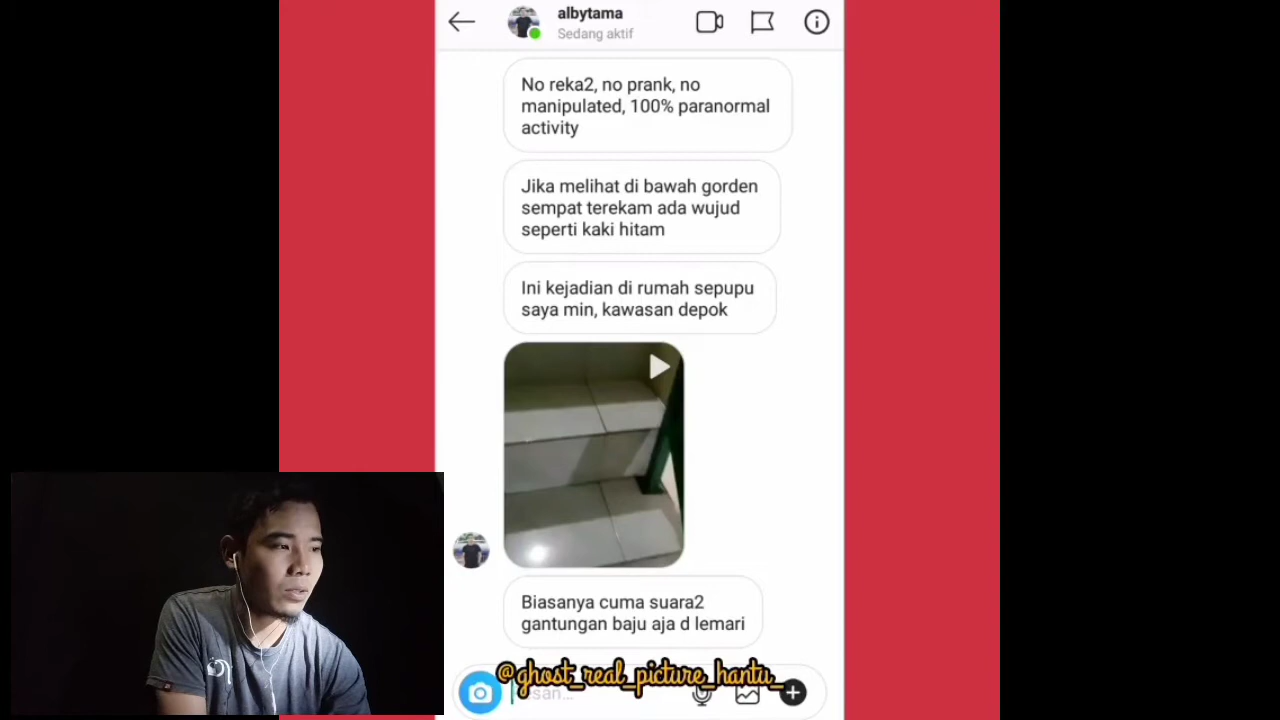 albytama
Sedang aktif
No reka2, no prank, no
manipulated, 100% paranormal
activity
Jika melihat di bawah gorden
sempat terekam ada wujud
seperti kaki hitam
Ini kejadian di rumah sepupu
saya min, kawasan depok
Biasanya cuma suara2
gantungan baju aja d lemari
@ghost_real_picture_hantu_